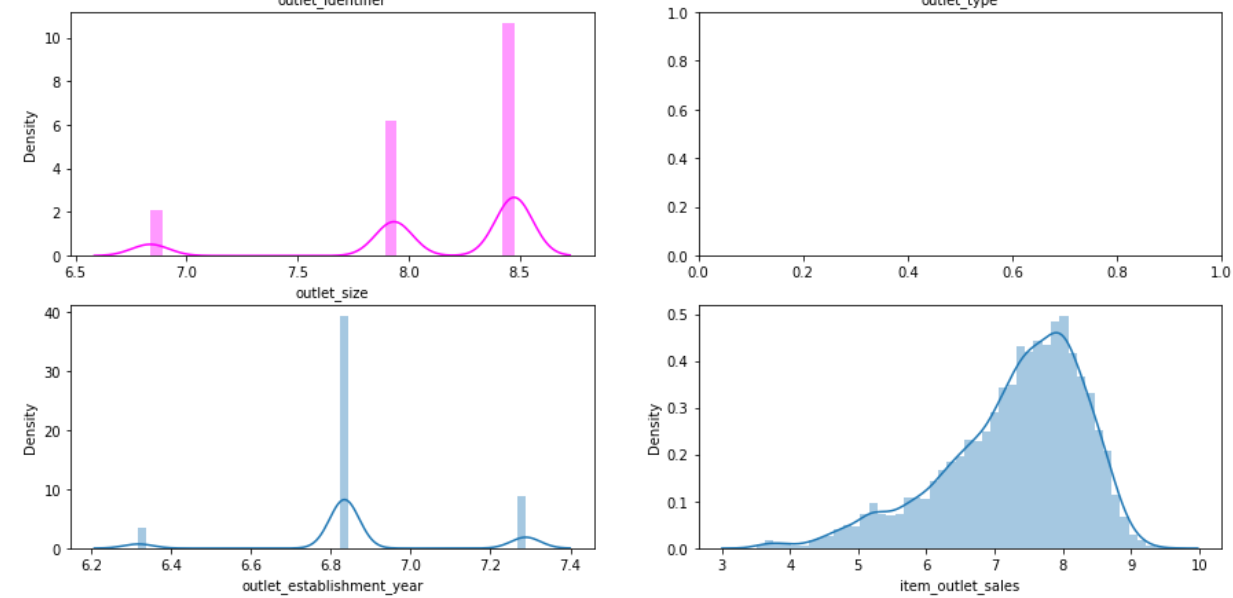 outlet_identifier
outlet_type
Density
10
8
6
4
2
0
6.5 7.0 7.5 8.0 8.5
outlet_size
1.0
0.8
0.6
0.4
0.2
0.0
0.0 0.2 0.4 0.6 0.8 1.0
Density
40
30
20
10
0
6.2 6.4 6.6 6.8 7.0 7.2 7.4
outlet_establishment_year
Density
0.5
0.4
0.3
0.2
0.1
0.0
3 4 5 6 7 8 9 10
item_outlet_sales